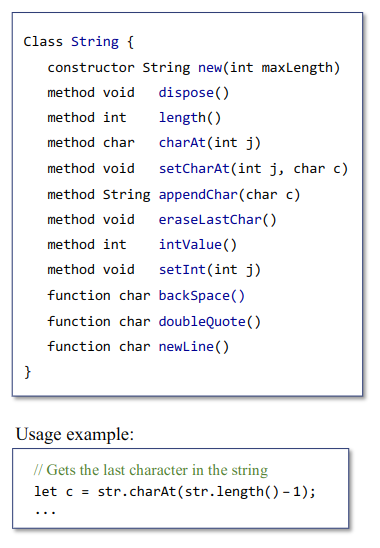 Class String {
constructor String new(int maxLength)
method void dispose()
method int length()
method char charAt(int j)
method void setCharAt(int j, char c)
method String appendChar(char c)
method void eraseLastChar()
method int intValue()
method void setInt(int j)
function char backSpace()
function char doubleQuote()
function char newLine()
}
Usage example:
// Gets the last character in the string
let c = str.charAt(str.length() – 1);
...